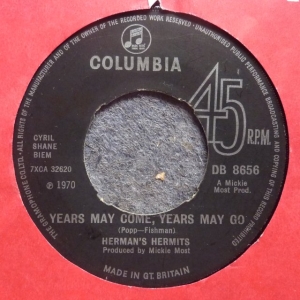 ALL RIGHTS OF THE MANUFACTURER AND OF THE OWNER OF THE RECORDED WORK RESERVED • UNAUTHORISED PUBLIC PERFORMANCE BROADCASTING AND COPYING OF THIS RECORD PROHIBITED
THE GRAMOPHONE CO. LTD.
COLUMBIA
45
R.P.M.
CYRIL
SHANE
BIEM
7XCA 32620
℗ 1970
DB 8656
A Mickie
Most Prod.
YEARS MAY COME, YEARS MAY GO
(Popp—Fishman)
HERMAN'S HERMITS
Produced by Mickie Most
MADE IN GT. BRITAIN